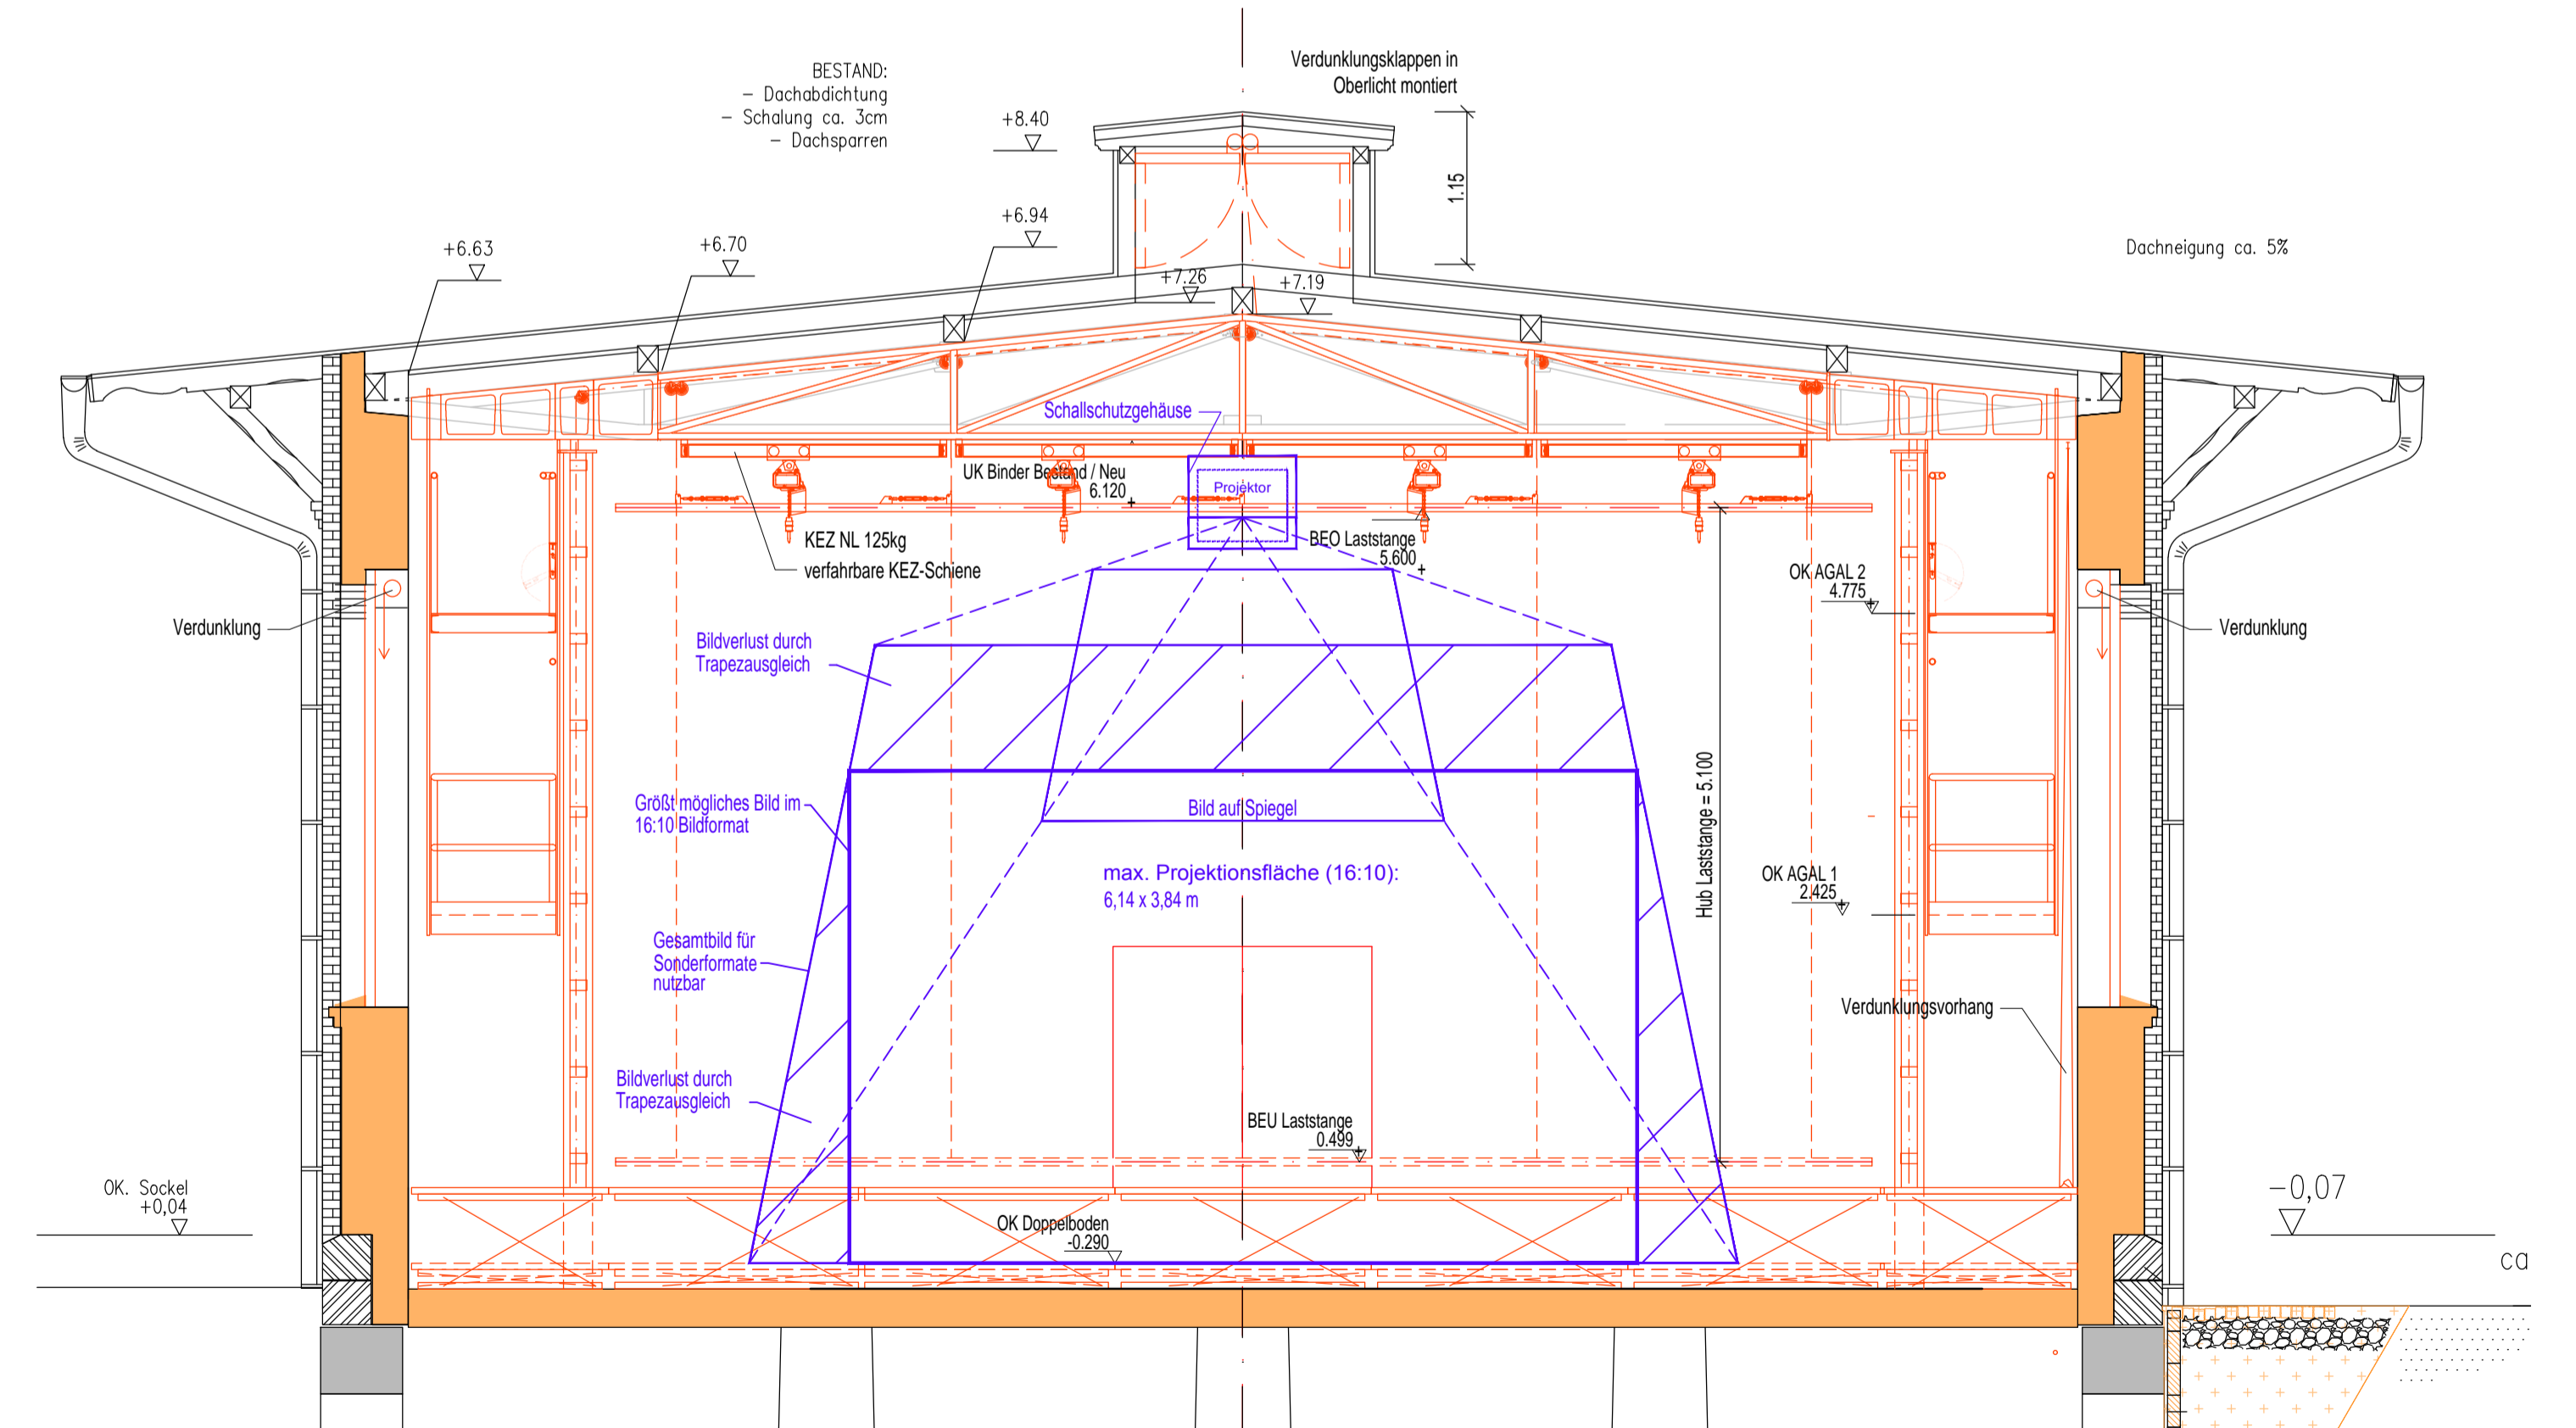 Verdunklungsklappen in
Oberlicht montiert
BESTAND:
– Dachabdichtung
– Schalung ca. 3cm
– Dachsparren
+8.40
1.15
+6.94
+6.63
+6.70
Dachneigung ca. 5%
+7.26
+7.19
Schallschutzgehäuse
UK Binder Bestand / Neu
6.120
Projektor
KEZ NL 125kg
verfahrbare KEZ-Schiene
BEO Laststange
5.600
OK AGAL 2
4.775
Verdunklung
Verdunklung
Bildverlust durch
Trapezausgleich
Größt mögliches Bild im
16:10 Bildformat
Bild auf Spiegel
Hub Laststange = 5.100
max. Projektionsfläche (16:10):
6,14 x 3,84 m
OK AGAL 1
2.425
Gesamtbild für
Sonderformate
nutzbar
Verdunklungsvorhang
Bildverlust durch
Trapezausgleich
BEU Laststange
0.499
OK. Sockel
+0,04
-0,07
OK Doppelboden
-0.290
ca